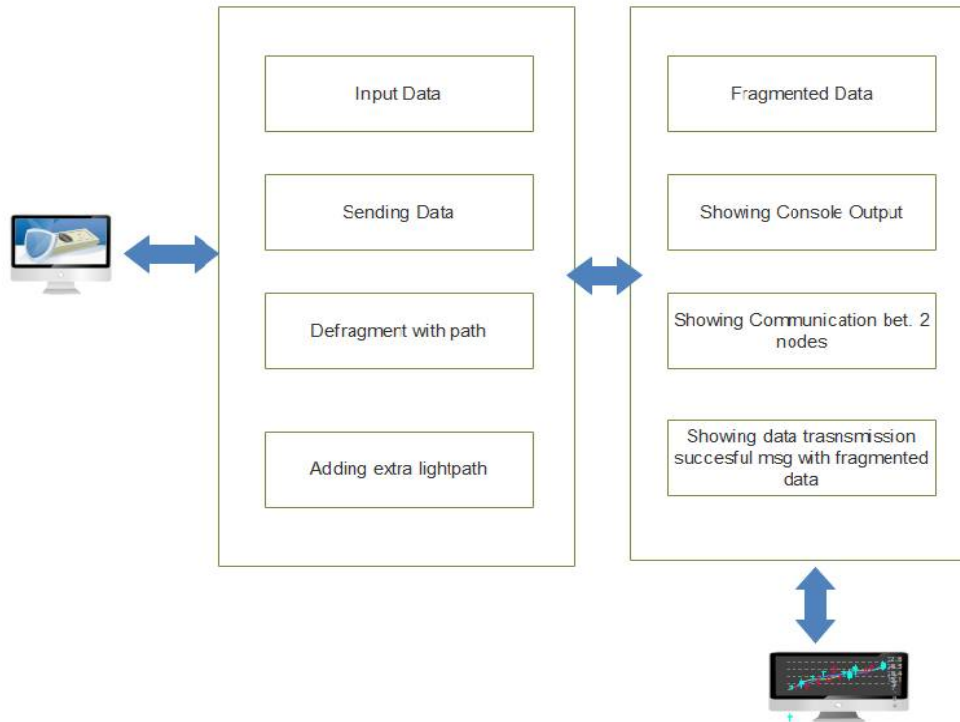 Input Data
Sending Data
Defragment with path
Adding extra lightpath
Fragmented Data
Showing Console Output
Showing Communication bet. 2
nodes
Showing data trasnsmission
succesful msg with fragmented
data